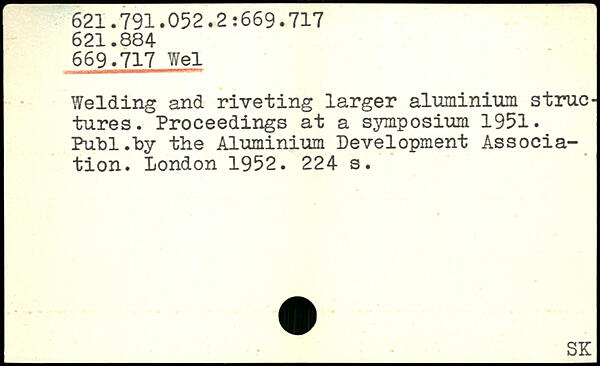 621.791.052.2:669.717
621.884
669.717 Wel
Welding and riveting larger aluminium struc-
tures. Proceedings at a symposium 1951.
Publ.by the Aluminium Development Associa-
tion. London 1952. 224 s.
SK